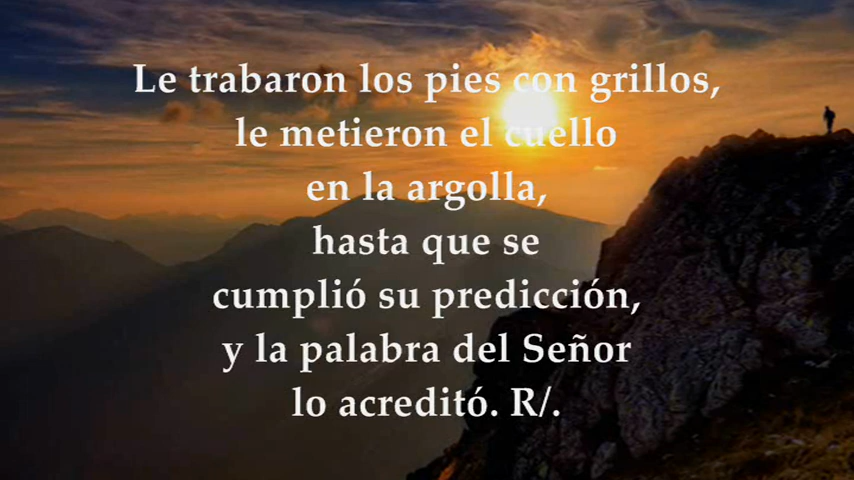 Le trabaron los pies con grillos,
le metieron el cuello
en la argolla,
hasta que se
cumplió su predicción,
y la palabra del Señor
lo acreditó. R/.